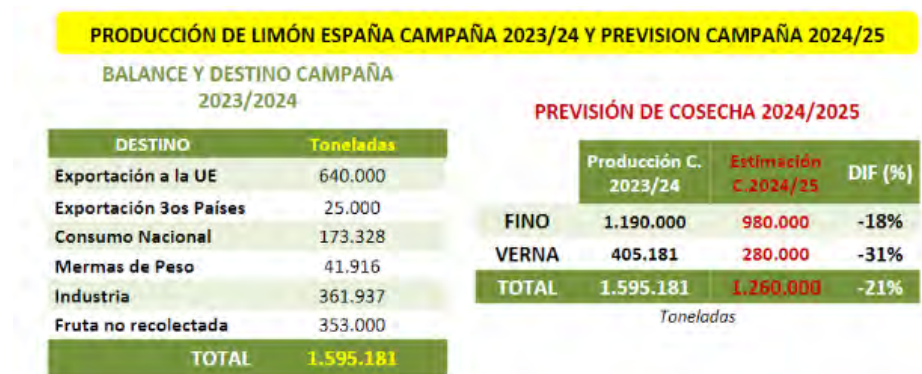 PRODUCCIÓN DE LIMÓN ESPAÑA CAMPAÑA 2023/24 Y PREVISION CAMPAÑA 2024/25
BALANCE Y DESTINO CAMPAÑA
2023/2024
DESTINO Toneladas
Exportación a la UE 640.000
Exportación 3os Países 25.000
Consumo Nacional 173.328
Mermas de Peso 41.916
Industria 361.937
Fruta no recolectada 353.000
TOTAL 1.595.181
PREVISIÓN DE COSECHA 2024/2025
Producción C. 2023/24 Estimación C.2024/25 DIF (%)
FINO 1.190.000 980.000 -18%
VERNA 405.181 280.000 -31%
TOTAL 1.595.181 1.260.000 -21%
Toneladas